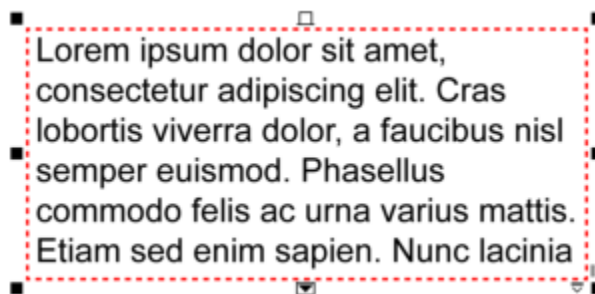 Lorem ipsum dolor sit amet,
consectetur adipiscing elit. Cras
lobortis viverra dolor, a faucibus nisl
semper euismod. Phasellus
commodo felis ac urna varius mattis.
Etiam sed enim sapien. Nunc lacinia